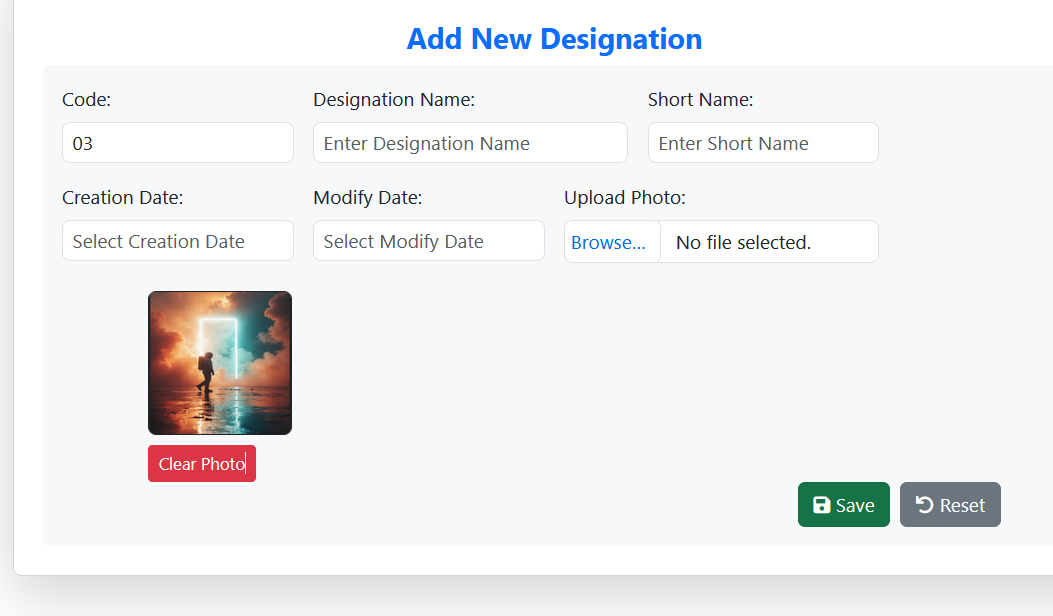 Add New Designation
Code: Designation Name: Short Name:
03 Enter Designation Name Enter Short Name
Creation Date: Modify Date: Upload Photo:
Select Creation Date Select Modify Date Browse... No file selected.
Clear Photo
Save Reset